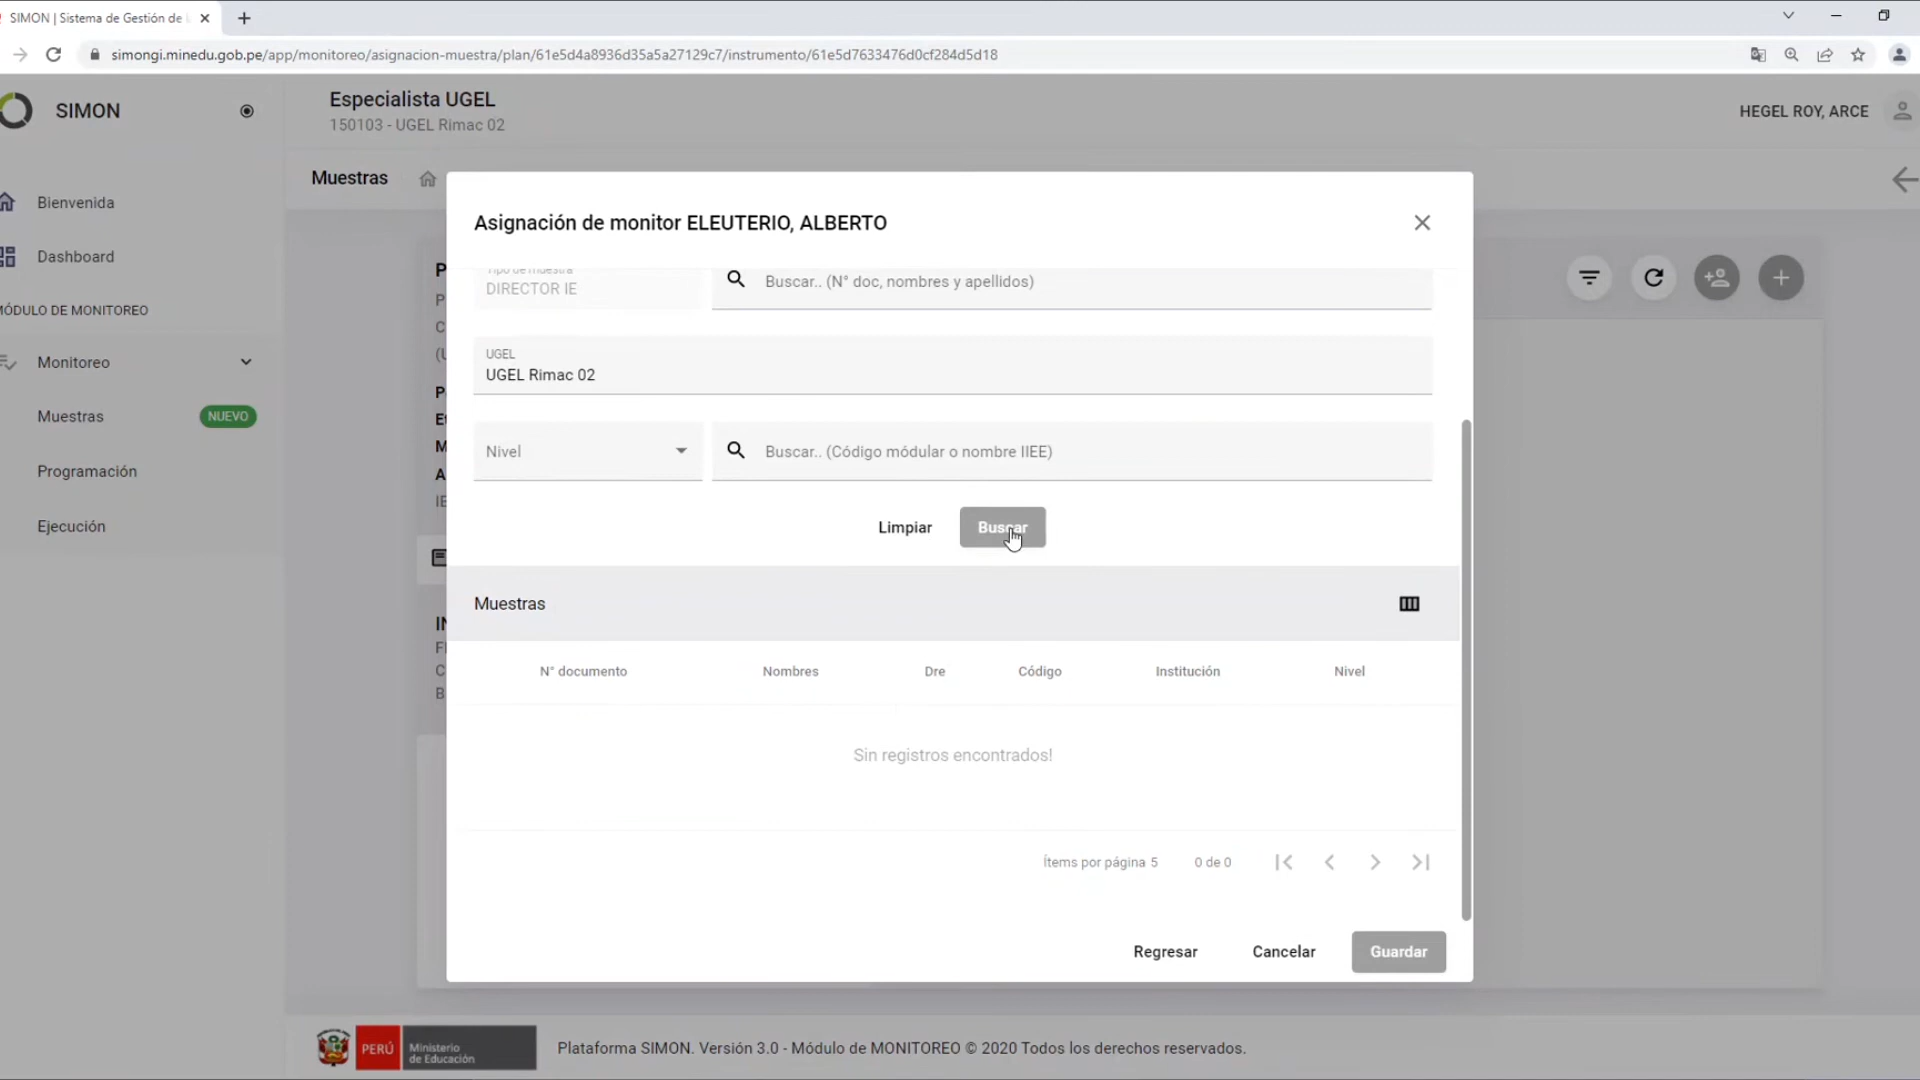 SIMON | Sistema de Gestión de
simongi.minedu.gob.pe/app/monitoreo/asignacion-muestra/plan/61e5d4a8936d35a5a27129c7/instrumento/61e5d7633476d0cf284d5d18
SIMON
Especialista UGEL
150103 - UGEL Rimac 02
HEGEL ROY, ARCE
Muestras
Bienvenida
Dashboard
MÓDULO DE MONITOREO
Monitoreo
Muestras
NUEVO
Programación
Ejecución
Asignación de monitor ELEUTERIO, ALBERTO
Tipo de muestra
DIRECTOR IE
Buscar.. (N° doc, nombres y apellidos)
UGEL
UGEL Rimac 02
Nivel
Buscar.. (Código módular o nombre IIEE)
Limpiar
Buscar
Muestras
N° documento
Nombres
Dre
Código
Institución
Nivel
Sin registros encontrados!
Ítems por página 5
0 de 0
Regresar
Cancelar
Guardar
PERÚ
Ministerio
de Educación
Plataforma SIMON. Versión 3.0 - Módulo de MONITOREO © 2020 Todos los derechos reservados.